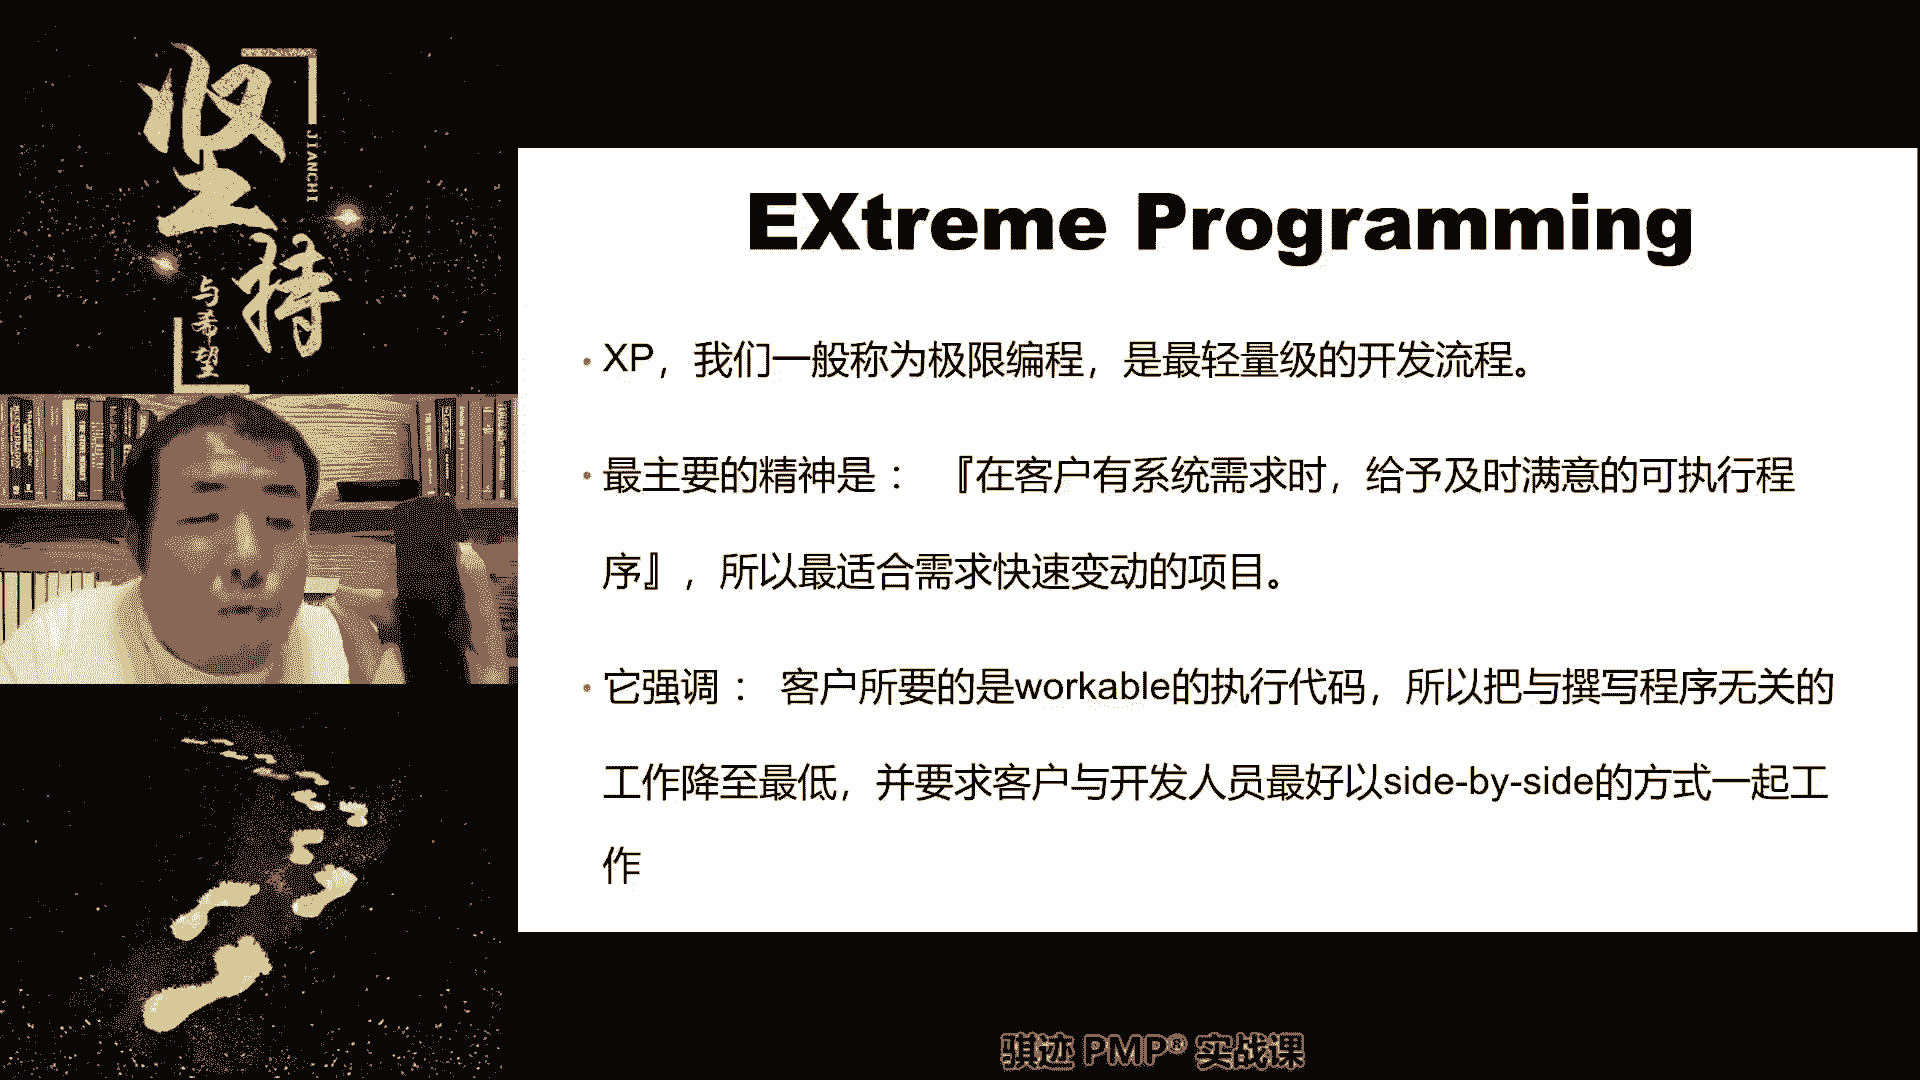 坚持
JIANCHI
与希望
EXtreme Programming
• XP，我们一般称为极限编程，是最轻量级的开发流程。
• 最主要的精神是： 『在客户有系统需求时，给予及时满意的可执行程
序』，所以最适合需求快速变动的项目。
• 它强调： 客户所要的是workable的执行代码，所以把与撰写程序无关的
工作降至最低，并要求客户与开发人员最好以side-by-side的方式一起工
作
骐迹 PMP® 实战课